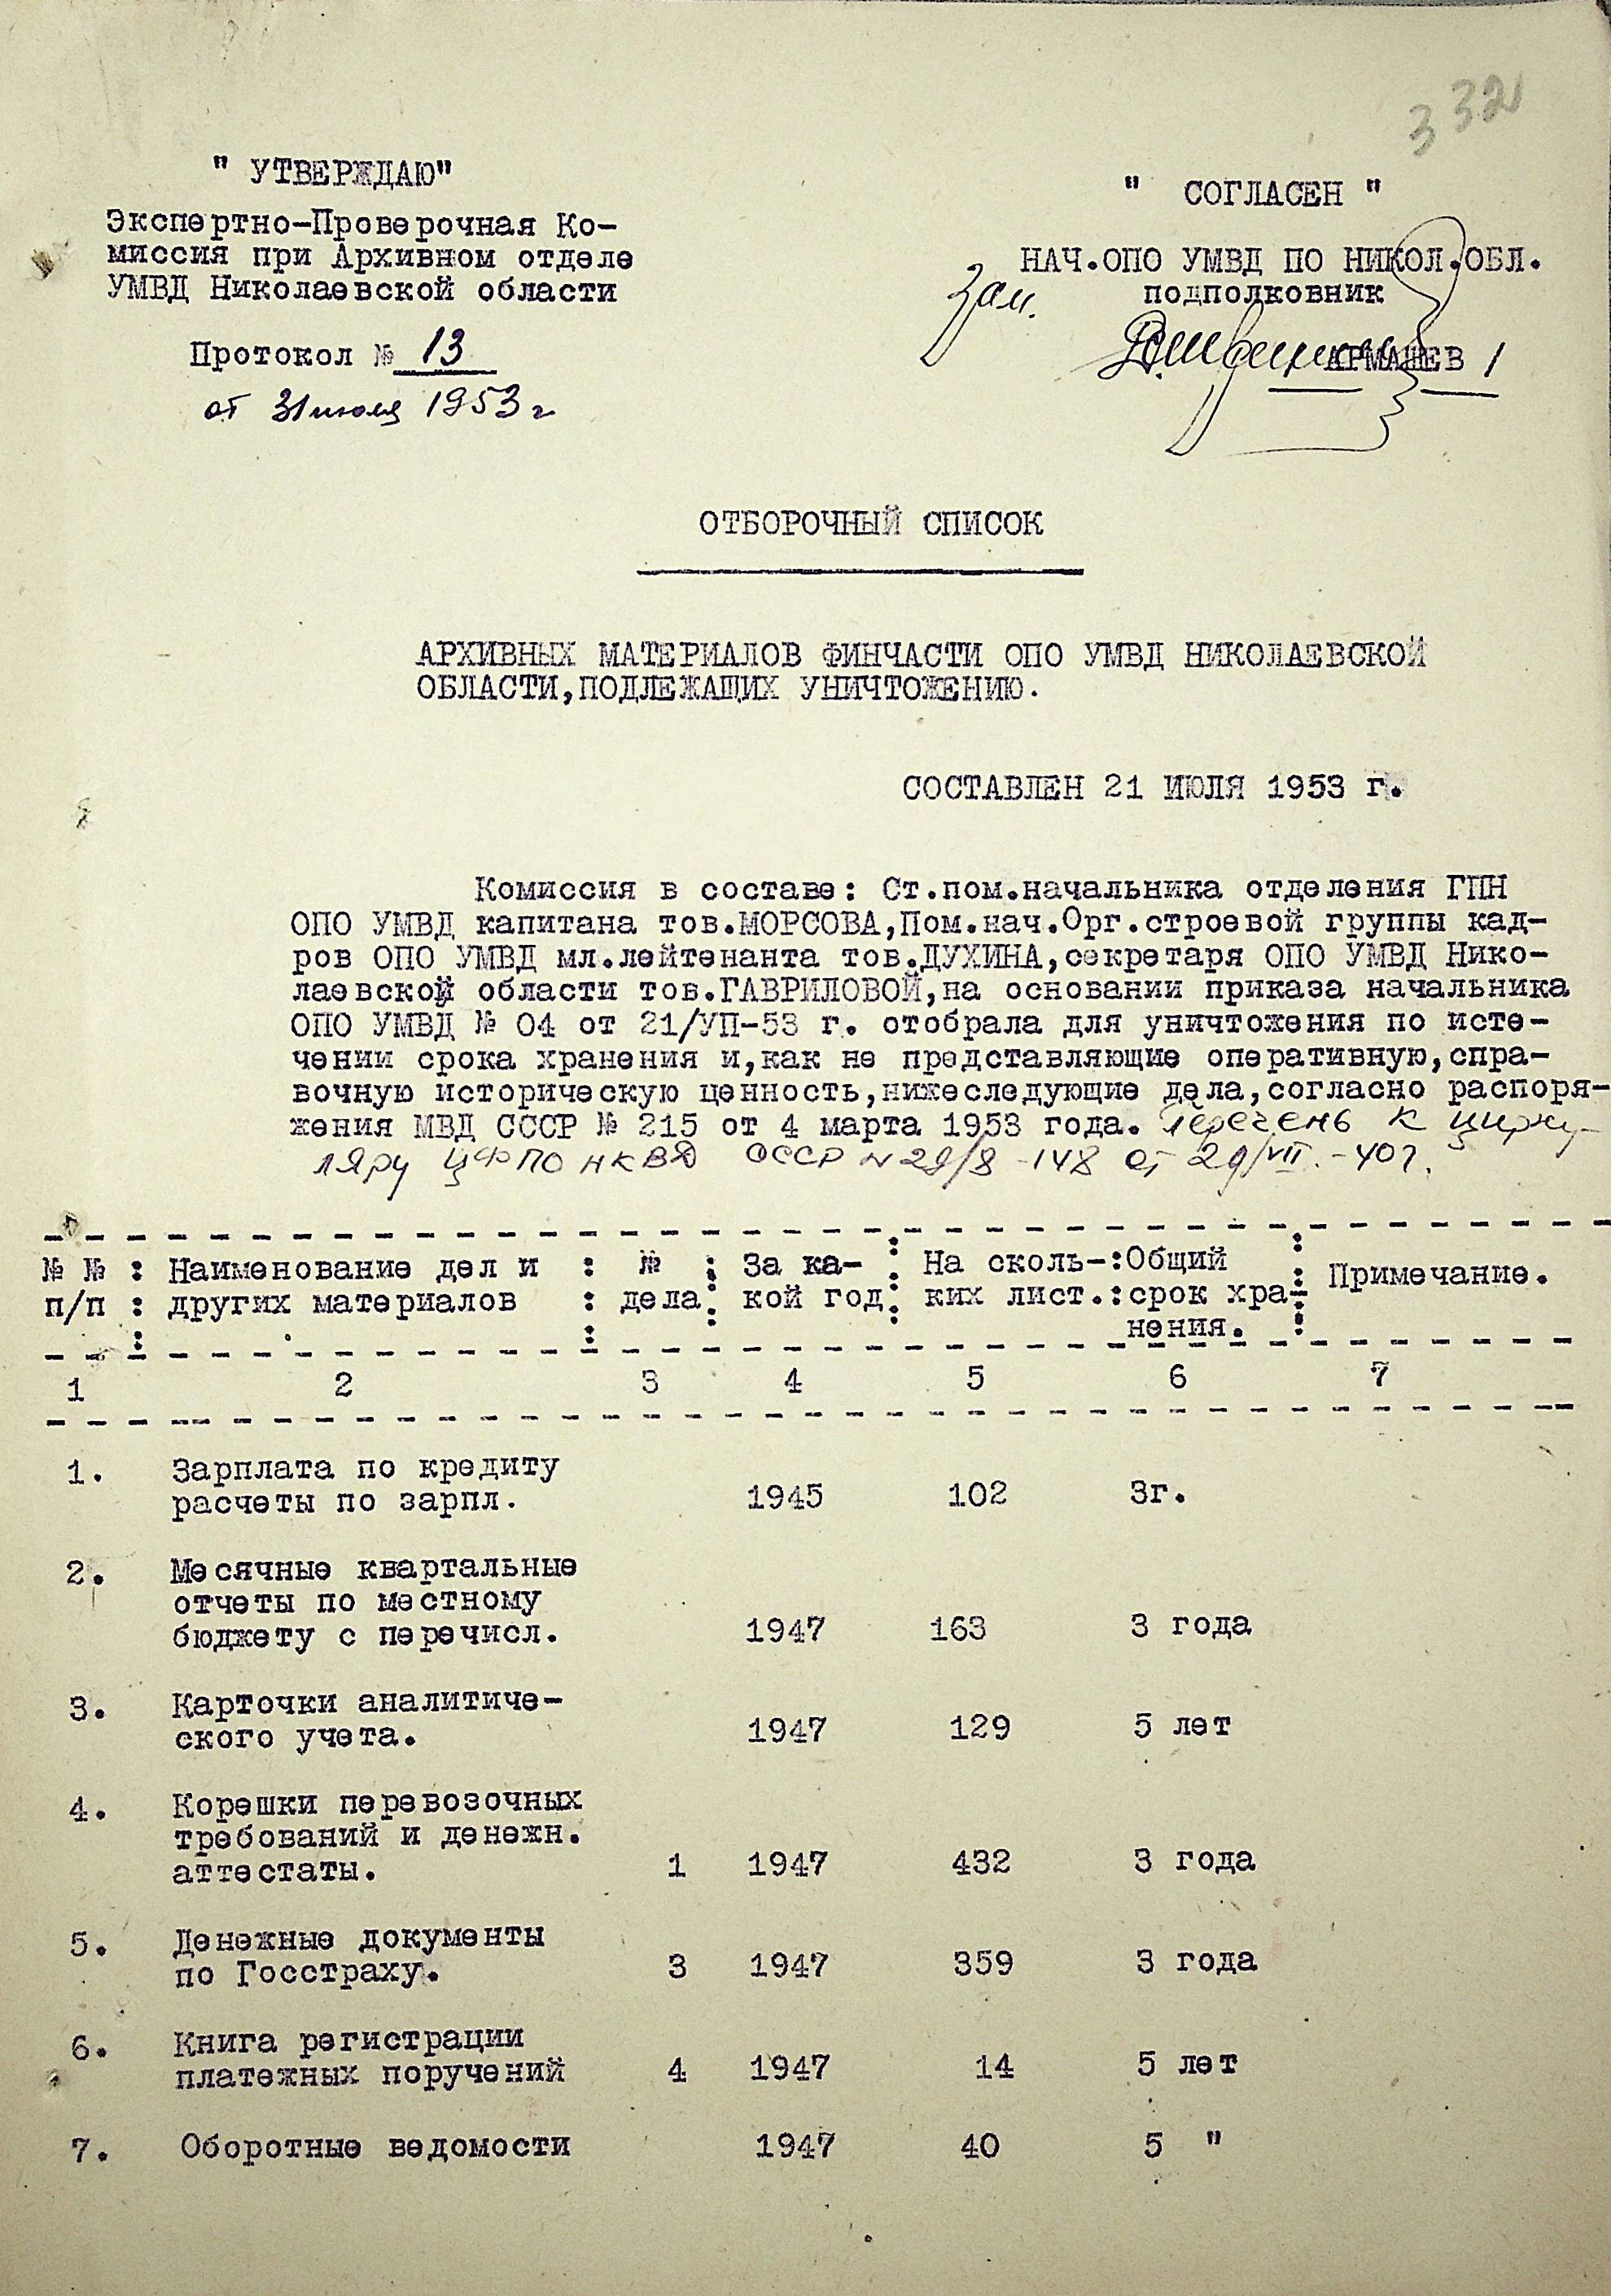 332
" УТВЕРЖДАЮ"
Экспертно-Проверочная Ко-
миссия при Архивном отделе
УМВД Николаевской области
Протокол № 13
от 31 июля 1953 г
" СОГЛАСЕН "
НАЧ.ОПО УМВД ПО НИКОЛ.ОБЛ.
Зам. подполковник
АРМАШЕВ /
ОТБОРОЧНЫЙ СПИСОК
АРХИВНЫХ МАТЕРИАЛОВ ФИНЧАСТИ ОПО УМВД НИКОЛАЕВСКОЙ
ОБЛАСТИ,ПОДЛЕЖАЩИХ УНИЧТОЖЕНИЮ.
СОСТАВЛЕН 21 ИЮЛЯ 1953 г.
Комиссия в составе: Ст.пом.начальника отделения ГПН
ОПО УМВД капитана тов.МОРСОВА,Пом.нач.Орг.строевой группы кад-
ров ОПО УМВД мл.лейтенанта тов.ДУХИНА,секретаря ОПО УМВД Нико-
лаевской области тов.ГАВРИЛОВОЙ,на основании приказа начальника
ОПО УМВД № 04 от 21/УП-53 г. отобрала для уничтожения по исте-
чении срока хранения и,как не представляющие оперативную,спра-
вочную историческую ценность,нижеследующие дела,согласно распоря-
жения МВД СССР № 215 от 4 марта 1953 года. Перечень к цирку-
ляру ЦФПО НКВД СССР N 29/8-148 от 29/VII.-40г.
№ № : Наименование дел и : № : За ка- : На сколь-:Общий : Примечание.
п/п : других материалов : дела: кой год: ких лист.:срок хра-:
: : нения. :
1 2 3 4 5 6 7
1. Зарплата по кредиту
расчеты по зарпл. 1945 102 3г.
2. Месячные квартальные
отчеты по местному
бюджету с перечисл. 1947 163 3 года
3. Карточки аналитиче-
ского учета. 1947 129 5 лет
4. Корешки перевозочных
требований и денежн.
аттестаты. 1 1947 432 3 года
5. Денежные документы
по Госстраху. 3 1947 359 3 года
6. Книга регистрации
платежных поручений 4 1947 14 5 лет
7. Оборотные ведомости 1947 40 5 "